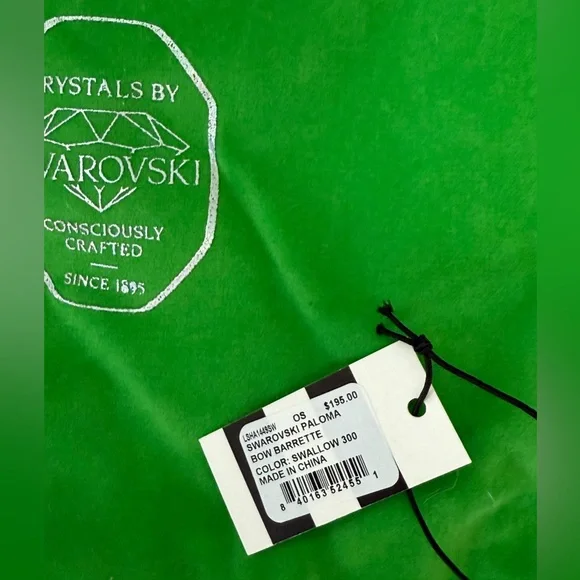 RYSTALS BY
WAROVSKI
CONSCIOUSLY
CRAFTED
SINCE 1895
LSHA1449SW OS $195.00
SWAROVSKI PALOMA
BOW BARRETTE
COLOR: SWALLOW 300
MADE IN CHINA
8 40163 52455 1